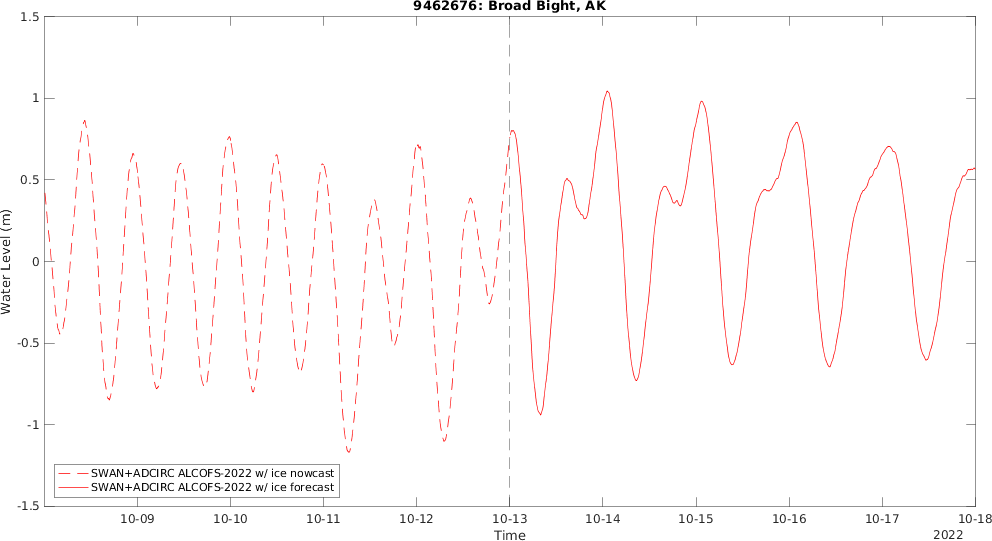 9462676: Broad Bight, AK
1.5
1
0.5
0
-0.5
-1
-1.5
Water Level (m)
SWAN+ADCIRC ALCOFS-2022 w/ ice nowcast
SWAN+ADCIRC ALCOFS-2022 w/ ice forecast
10-09 10-10 10-11 10-12 10-13 10-14 10-15 10-16 10-17 10-18
Time
2022